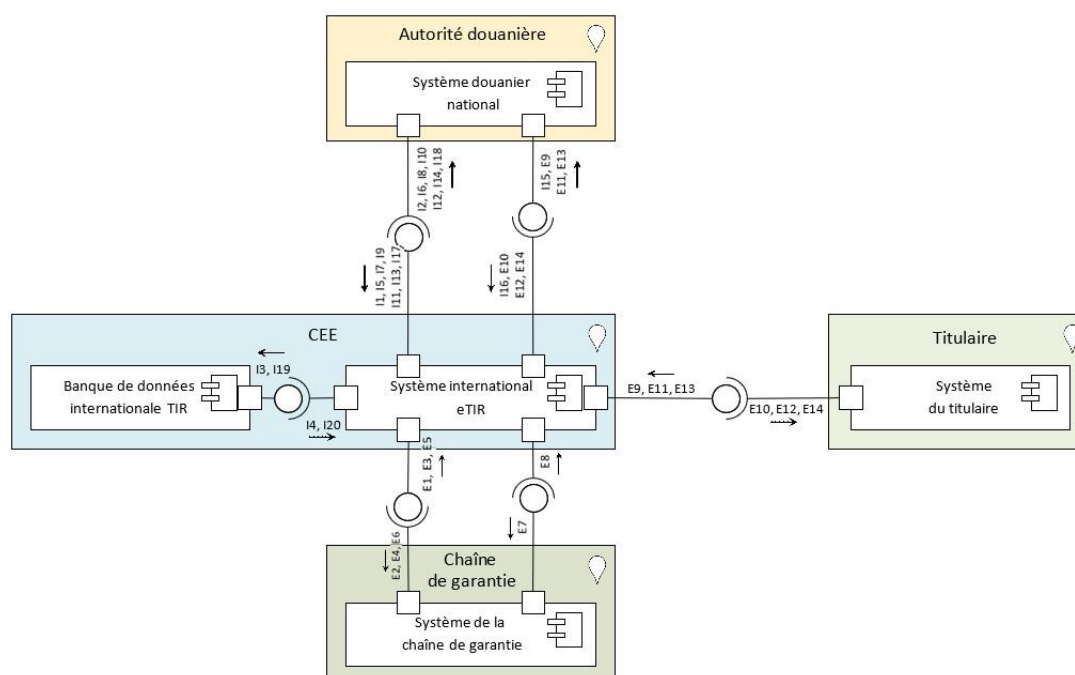 Autorité douanière
Système douanier
national
I2, I6, I8, I10
I12, I14, I18
I15, E9
E11, E13
I1, I5, I7, I9
I11, I13, I17
I16, E10
E12, E14
CEE
Titulaire
I3, I19
Banque de données
internationale TIR
Système international
eTIR
E9, E11, E13
E10, E12, E14
Système
du titulaire
I4, I20
E1, E3, E5
E8
E2, E4, E6
E7
Chaîne
de garantie
Système de la
chaîne de garantie